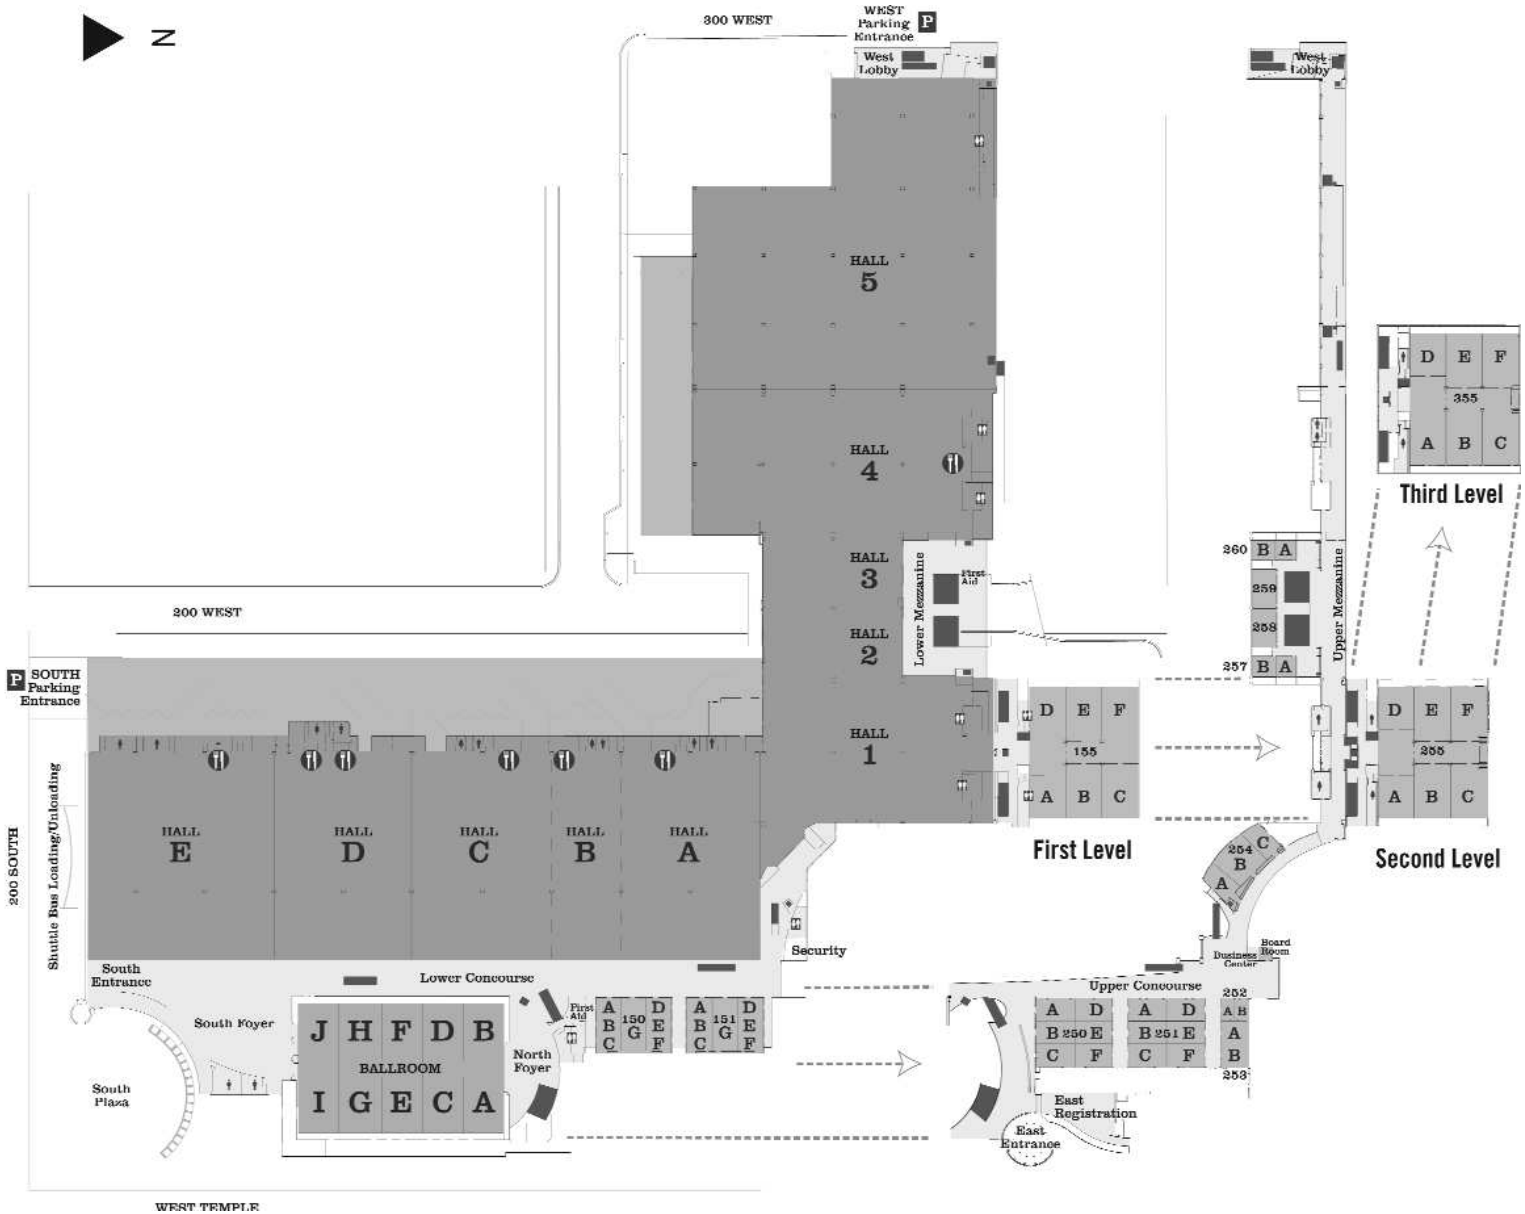 N
300 WEST
WEST
Parking
Entrance
P
West
Lobby
West
Lobby
HALL
5
HALL
4
HALL
3
HALL
2
HALL
1
Lower Mezzanine
First
Aid
200 WEST
P
SOUTH
Parking
Entrance
200 SOUTH
Shuttle Bus Loading/Unloading
HALL
E
HALL
D
HALL
C
HALL
B
HALL
A
D E F
155
A B C
First Level
260 B A
259
258
257 B A
Upper Mezzanine
D E F
355
A B C
Third Level
D E F
255
A B C
Second Level
254
A B C
Board
Room
Business
Center
Security
South
Entrance
Lower Concourse
South Foyer
South
Plaza
J H F D B
BALLROOM
I G E C A
North
Foyer
First
Aid
A D
B 150 E
C G F
A D
B 151 E
C G F
Upper Concourse
252
A D
B 250 E
C F
A D
B 251 E
C F
A B
A
B
253
East
Registration
East
Entrance
WEST TEMPLE